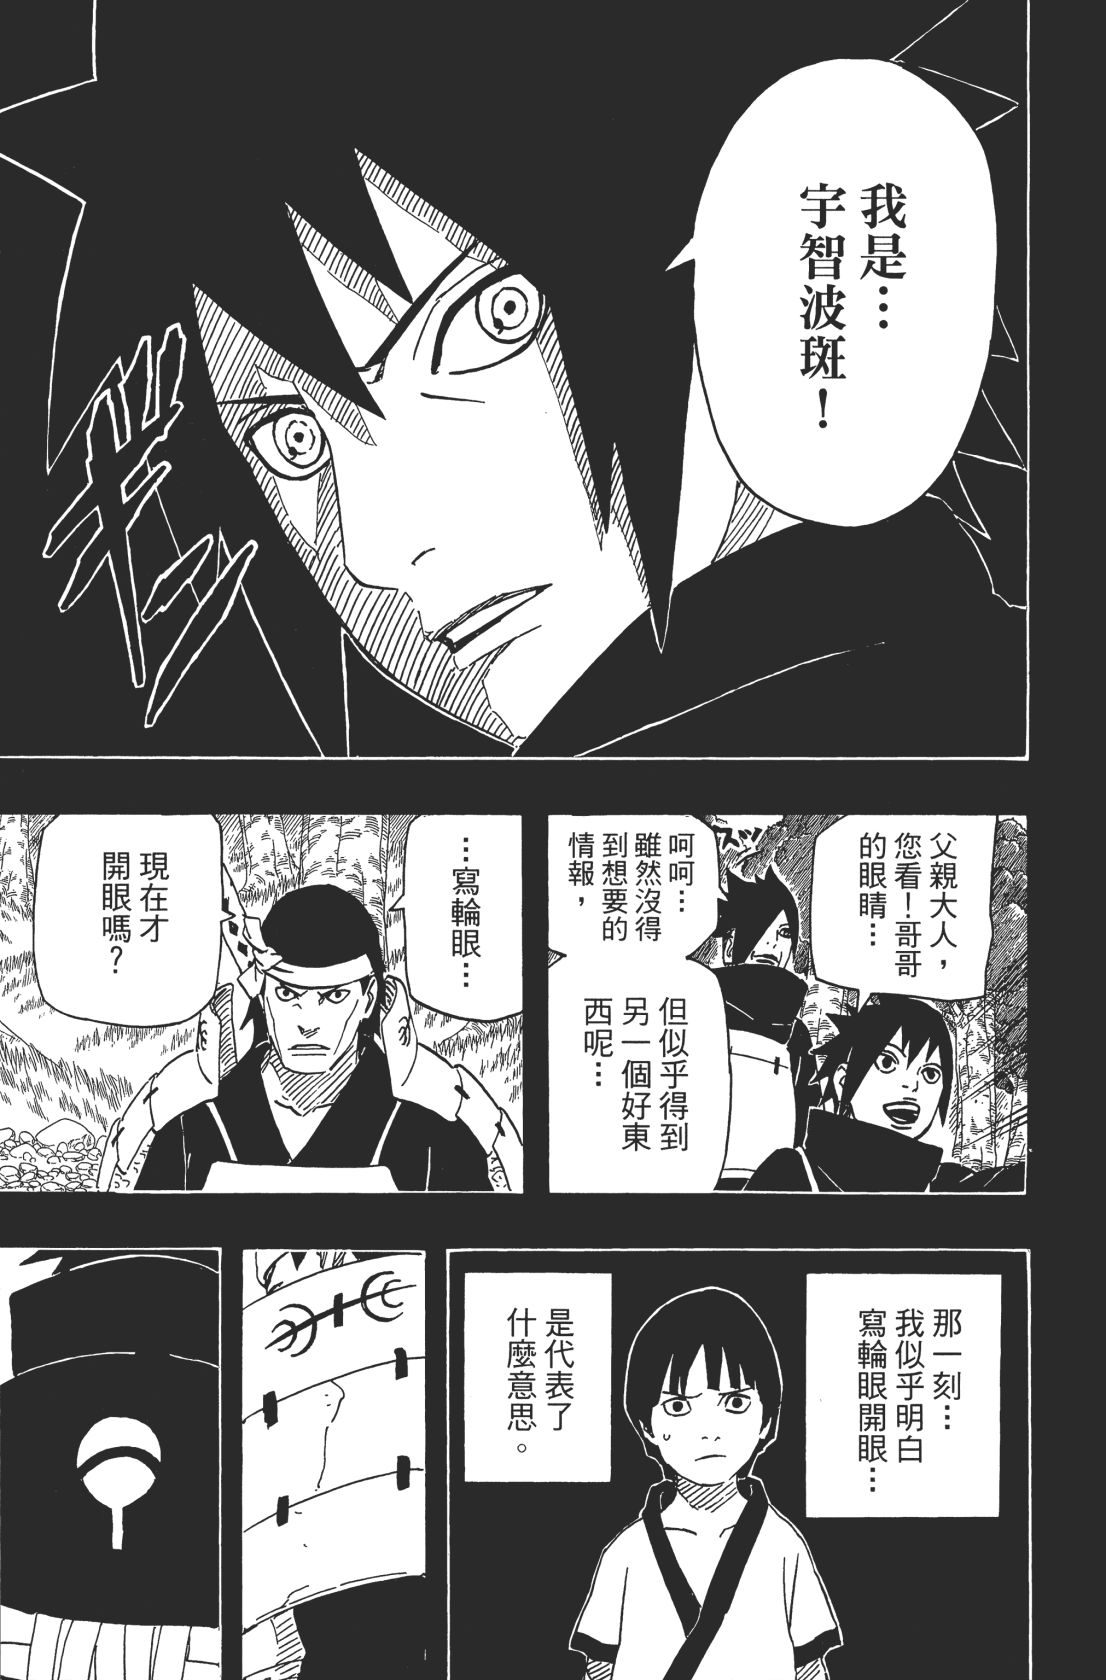 我是…
宇智波斑！
ギン
父親大人，
您看！哥哥
的眼睛…
呵呵…
雖然沒得
到想要的
情報，
但似乎得到
另一個好東
西呢…
…寫輪眼…
現在才
開眼嗎？
那一刻…
我似乎明白
寫輪眼開眼…
是代表了
什麼意思。